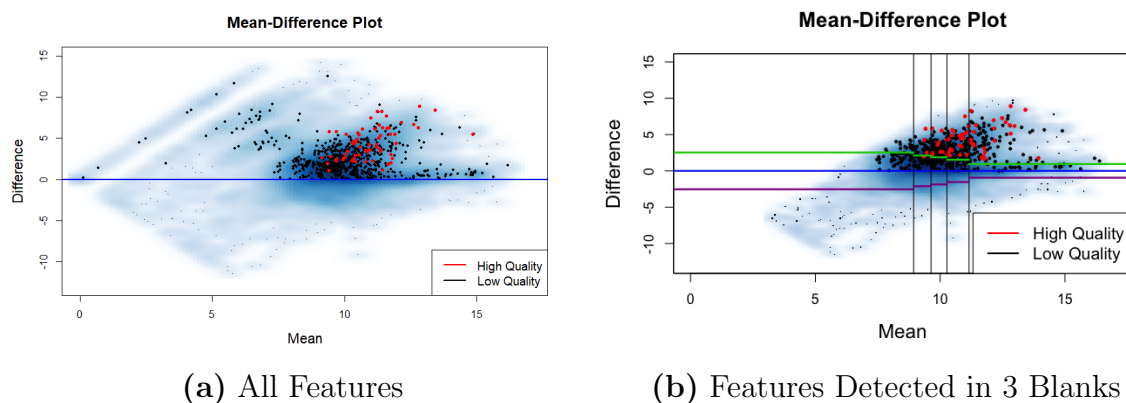 Mean-Difference Plot
15
10
5
0
-5
-10
Difference
0
5
10
15
Mean
High Quality
Low Quality
(a) All Features
Mean-Difference Plot
15
10
5
0
-5
-10
Difference
0
5
10
15
Mean
High Quality
Low Quality
(b) Features Detected in 3 Blanks